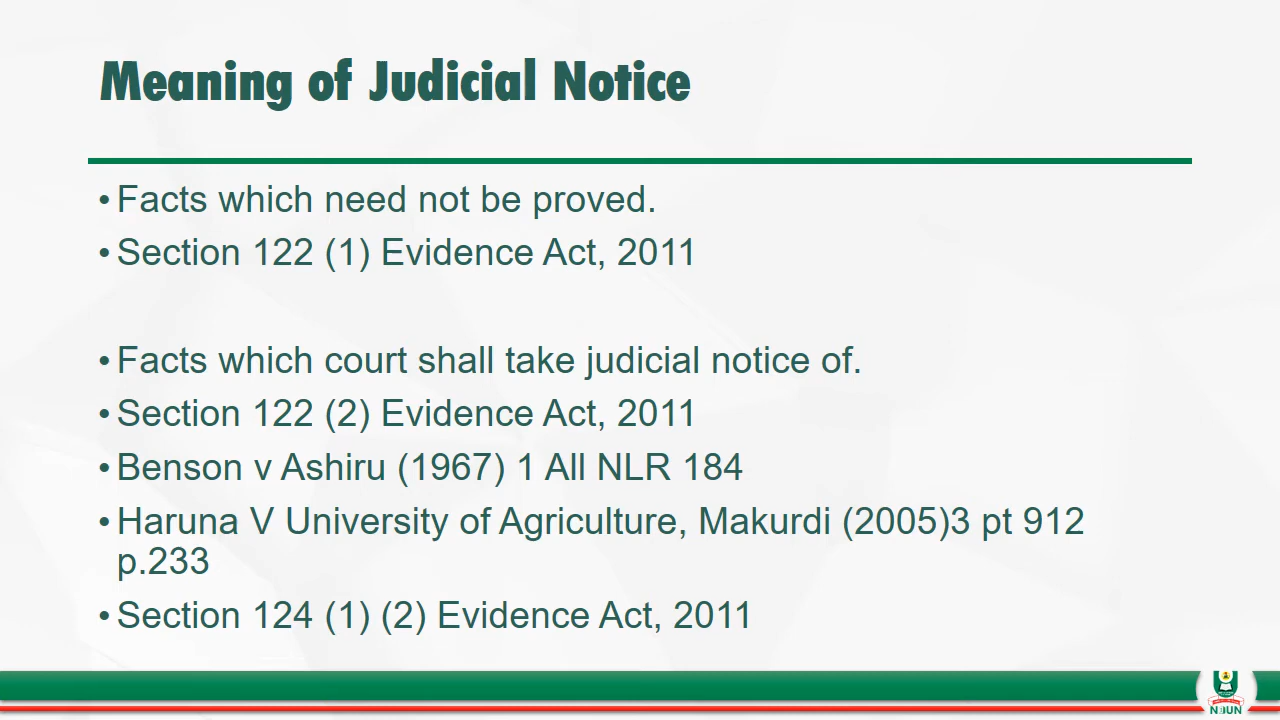 Meaning of Judicial Notice
• Facts which need not be proved.
• Section 122 (1) Evidence Act, 2011
• Facts which court shall take judicial notice of.
• Section 122 (2) Evidence Act, 2011
• Benson v Ashiru (1967) 1 All NLR 184
• Haruna V University of Agriculture, Makurdi (2005)3 pt 912
p.233
• Section 124 (1) (2) Evidence Act, 2011
NOUN